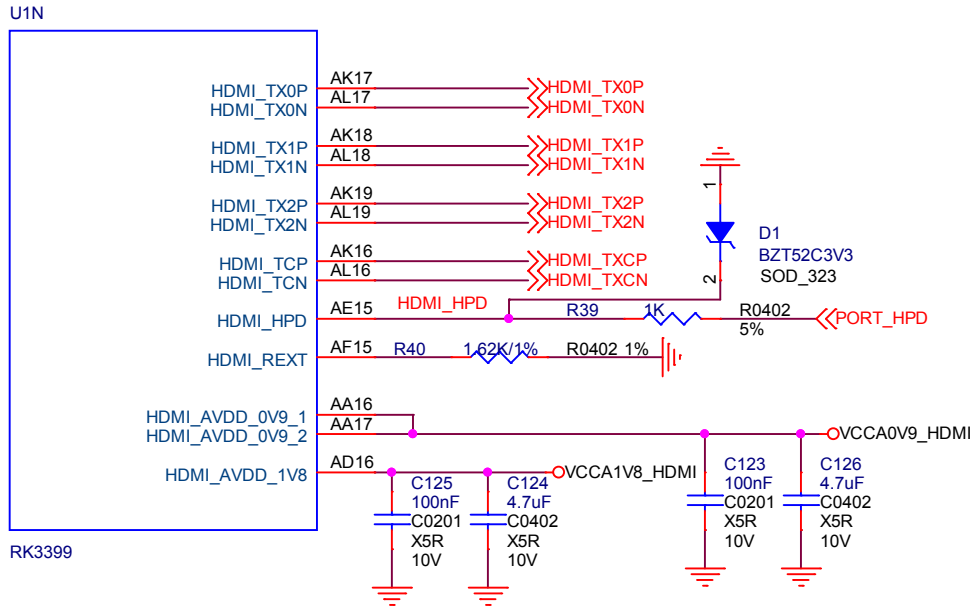 U1N
HDMI_TX0P AK17 HDMI_TX0P
HDMI_TX0N AL17 HDMI_TX0N
HDMI_TX1P AK18 HDMI_TX1P
HDMI_TX1N AL18 HDMI_TX1N
HDMI_TX2P AK19 HDMI_TX2P
HDMI_TX2N AL19 HDMI_TX2N
1
D1
BZT52C3V3
SOD_323
2
HDMI_TCP AK16 HDMI_TXCP
HDMI_TCN AL16 HDMI_TXCN
HDMI_HPD AE15 HDMI_HPD R39 1K R0402 PORT_HPD
5%
HDMI_REXT AF15 R40 1.62K/1% R0402 1%
HDMI_AVDD_0V9_1 AA16
HDMI_AVDD_0V9_2 AA17 VCCA0V9_HDMI
HDMI_AVDD_1V8 AD16 VCCA1V8_HDMI
C125
100nF
C0201
X5R
10V
C124
4.7uF
C0402
X5R
10V
C123
100nF
C0201
X5R
10V
C126
4.7uF
C0402
X5R
10V
RK3399